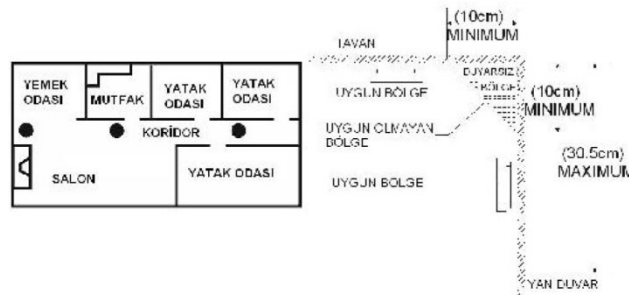 YEMEK
ODASI
MUTFAK
YATAK
ODASI
YATAK
ODASI
KORİDOR
SALON
YATAK ODASI
(10cm)
MINIMUM
TAVAN
DUYARSIZ
BÖLGE
UYGUN BÖLGE
(10cm)
MINIMUM
UYGUN OLMAYAN
BÖLGE
(30.5cm)
MAXIMUM
UYGUN BOLGE
YAN DUVAR